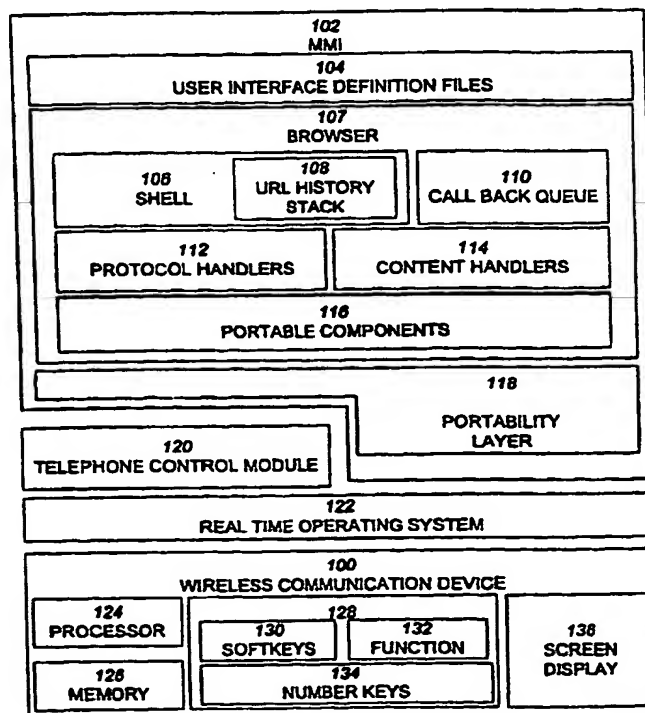 102
MMI
104
USER INTERFACE DEFINITION FILES
107
BROWSER
106
SHELL
108
URL HISTORY
STACK
110
CALL BACK QUEUE
112
PROTOCOL HANDLERS
114
CONTENT HANDLERS
116
PORTABLE COMPONENTS
118
PORTABILITY
LAYER
120
TELEPHONE CONTROL MODULE
122
REAL TIME OPERATING SYSTEM
100
WIRELESS COMMUNICATION DEVICE
124
PROCESSOR
126
MEMORY
128
130
SOFTKEYS
132
FUNCTION
134
NUMBER KEYS
136
SCREEN
DISPLAY